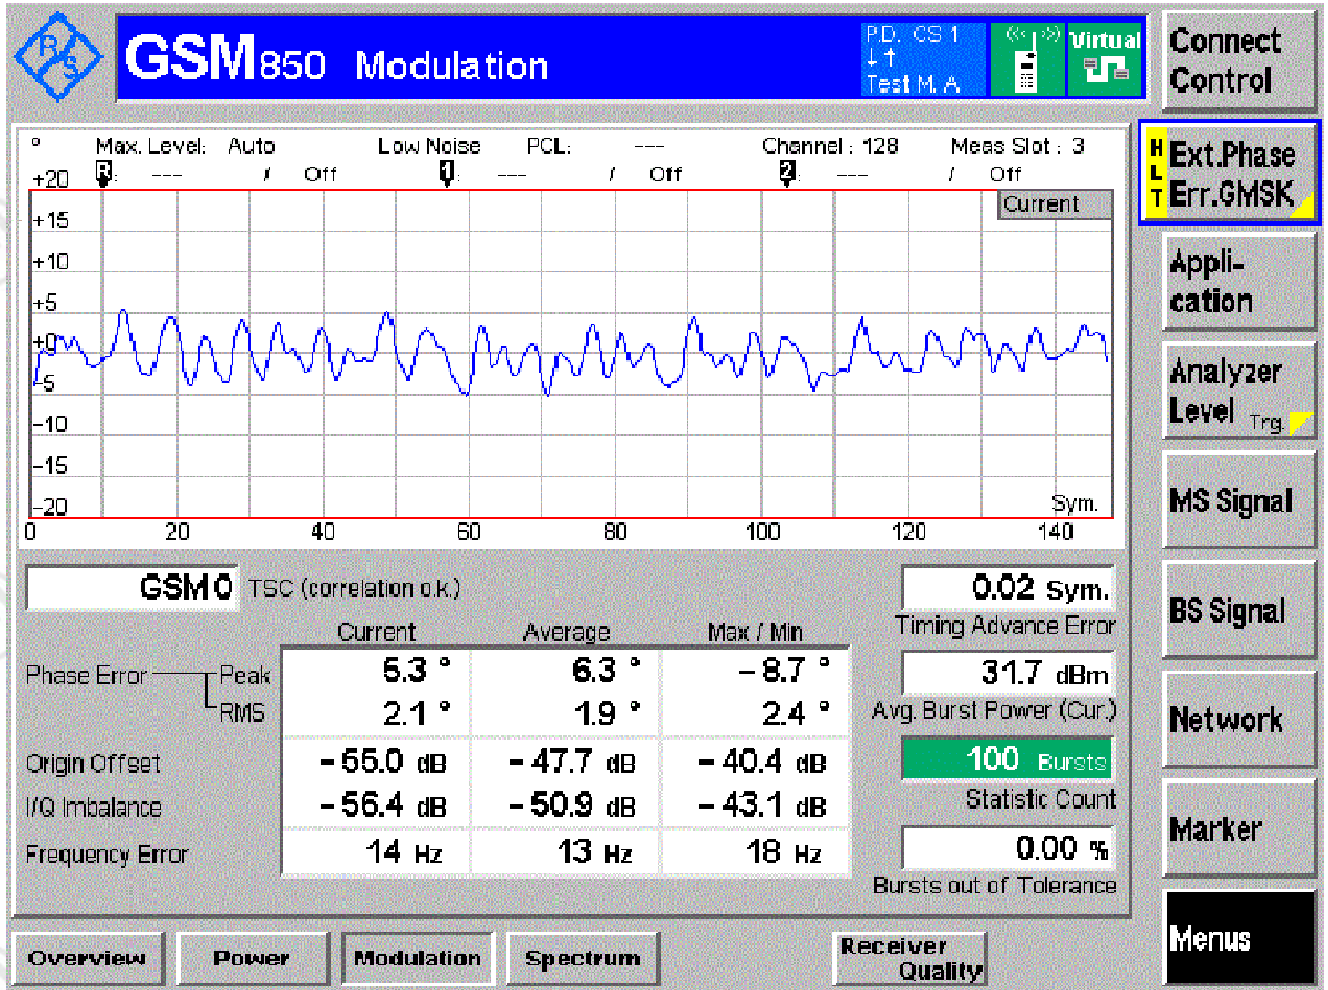 R
S
GSM850 Modulation
PD. CS 1
Test M. A.
Virtual
Connect
Control
° Max. Level: Auto Low Noise PCL: --- Channel : 128 Meas Slot : 3
R: --- / Off 1: --- / Off 2: --- / Off
+20
Current
+15
+10
+5
+0
-5
-10
-15
-20
Sym.
0 20 40 60 80 100 120 140
H
L
T
Ext.Phase
Err.GMSK
Appli-
cation
Analyzer
Level Trg.
MS Signal
BS Signal
Network
Marker
Menus
GSM 0 TSC (correlation o.k.)
0.02 Sym.
Timing Advance Error
Current Average Max / Min
Phase Error Peak 5.3 ° 6.3 ° - 8.7 °
RMS 2.1 ° 1.9 ° 2.4 °
31.7 dBm
Avg. Burst Power (Cur.)
Origin Offset - 55.0 dB - 47.7 dB - 40.4 dB
100 Bursts
Statistic Count
I/Q Imbalance - 56.4 dB - 50.9 dB - 43.1 dB
Frequency Error 14 Hz 13 Hz 18 Hz
0.00 %
Bursts out of Tolerance
Overview Power Modulation Spectrum Receiver
Quality